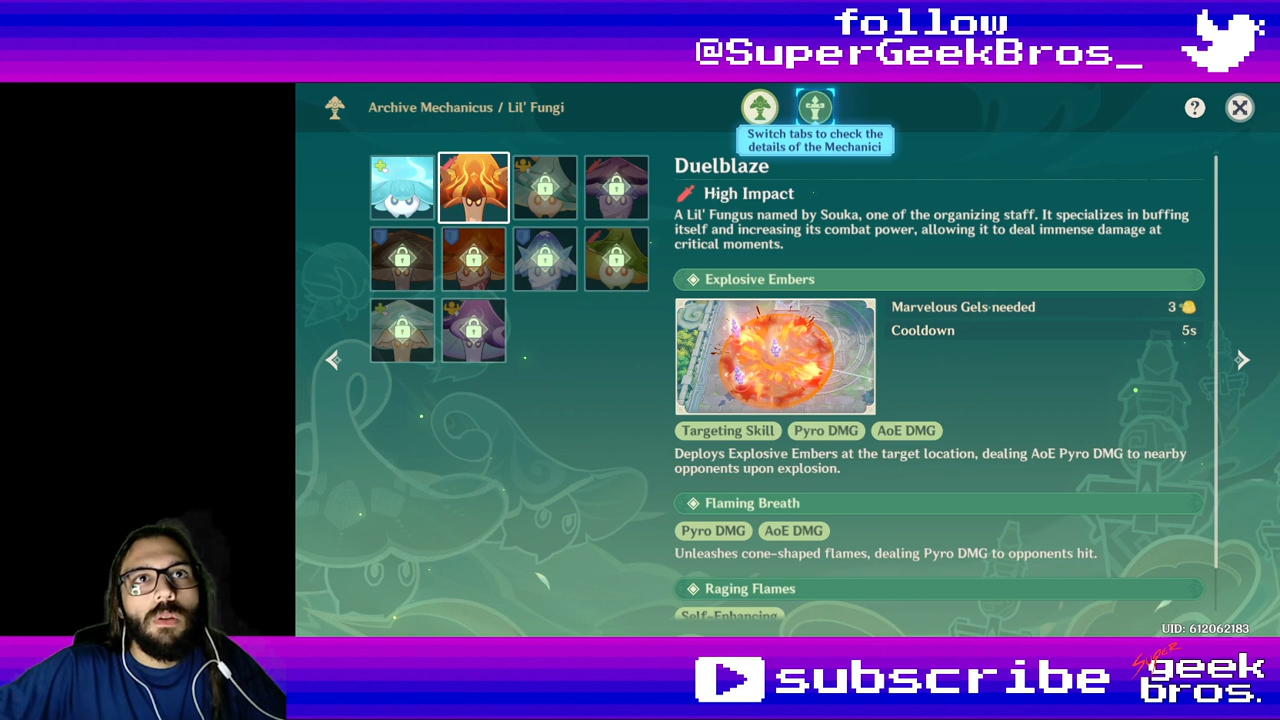 follow
@SuperGeekBros_
Archive Mechanicus / Lil' Fungi
?
Switch tabs to check the
details of the Mechanici
Duelblaze
High Impact
A Lil' Fungus named by Souka, one of the organizing staff. It specializes in buffing
itself and increasing its combat power, allowing it to deal immense damage at
critical moments.
Explosive Embers
Marvelous Gels needed 3
Cooldown 5s
Targeting Skill Pyro DMG AoE DMG
Deploys Explosive Embers at the target location, dealing AoE Pyro DMG to nearby
opponents upon explosion.
Flaming Breath
Pyro DMG AoE DMG
Unleashes cone-shaped flames, dealing Pyro DMG to opponents hit.
Raging Flames
Self-Enhancing
UID: 612062183
subscribe
super
geek
bros.